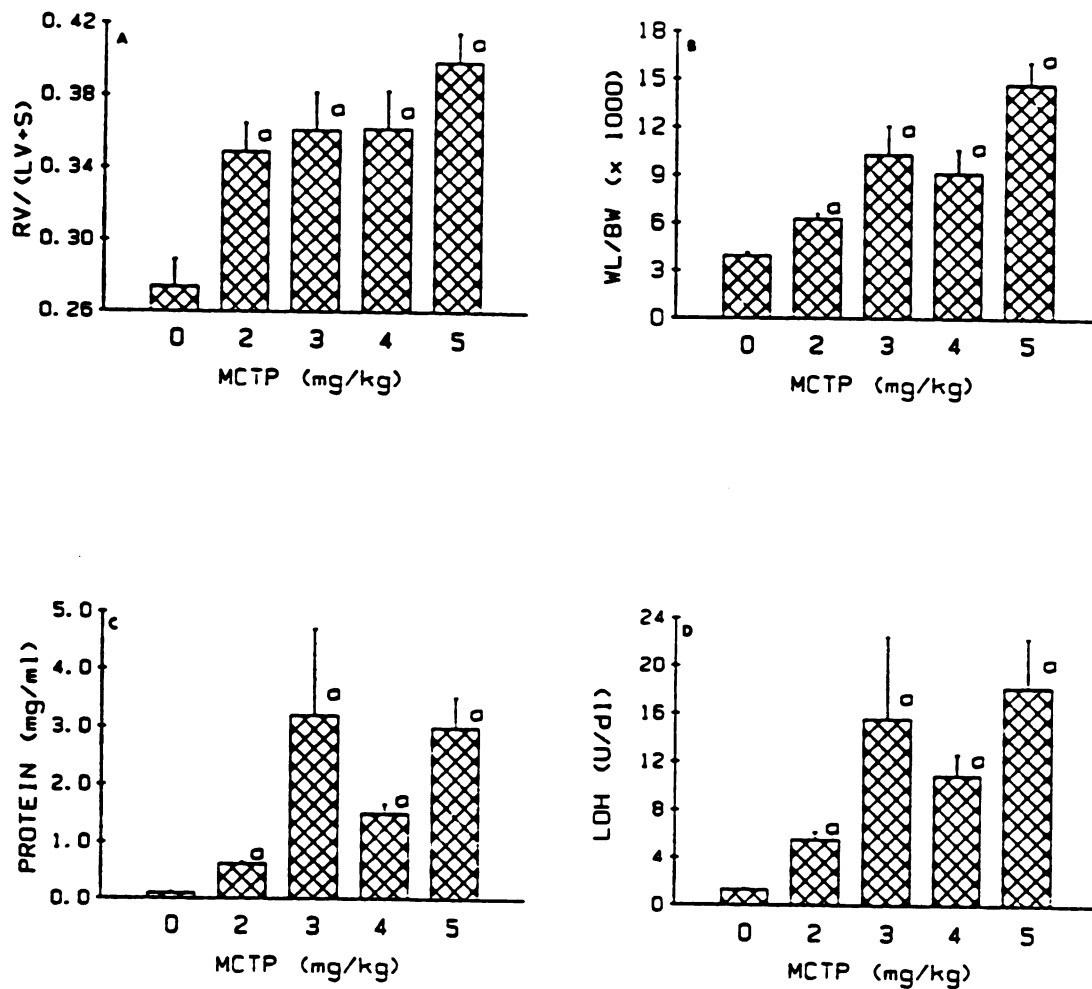 A
RV/(LV+S)
0.42
0.38
0.34
0.30
0.26
a
a
a
a
0 2 3 4 5
MCTP (mg/kg)
B
WL/BW (x 1000)
18
15
12
9
6
3
0
a
a
a
a
0 2 3 4 5
MCTP (mg/kg)
C
PROTEIN (mg/ml)
5.0
4.0
3.0
2.0
1.0
0.0
a
a
a
a
0 2 3 4 5
MCTP (mg/kg)
D
LDH (U/dl)
24
20
16
12
8
4
0
a
a
a
a
0 2 3 4 5
MCTP (mg/kg)